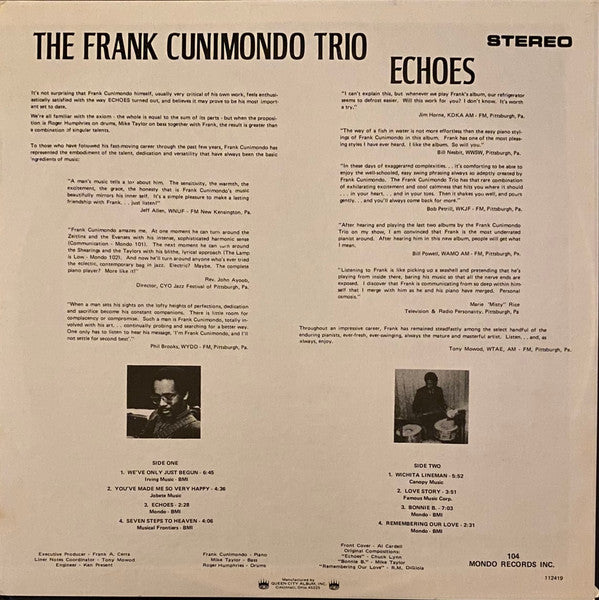 THE FRANK CUNIMONDO TRIO
ECHOES
STEREO
It's not surprising that Frank Cunimondo himself, usually very critical of his own work, feels enthus-
iastically satisfied with the way ECHOES turned out, and believes it may prove to be his most import-
ant set to date.
We're all familiar with the axiom - the whole is equal to the sum of its parts - but when the proposi-
tion is Roger Humphries on drums, Mike Taylor on bass together with Frank, the result is greater than
a combination of singular talents.
To those who have followed his fast-moving career through the past few years, Frank Cunimondo has
represented the embodiment of the talent, dedication and versatility that have always been the basic
ingredients of music:
"A man's music tells a lot about him. The sensitivity, the warmth, the
excitement, the grace, the honesty that is Frank Cunimondo's music
beautifully mirrors his inner self. It's a simple pleasure to make a lasting
friendship with Frank. . . just listen!"
Jeff Allen, WNUF - FM New Kensington, Pa.
"Frank Cunimondo amazes me. At one moment he can turn around the
Zeitlins and the Evanses with his intense, sophisticated harmonic sense
(Communication - Mondo 101). The next moment he can turn around
the Shearings and the Taylors with his blithe, lyrical approach (The Lamp
is Low - Mondo 102). And now he'll turn around anyone who's ever tried
the eclectic, contemporary bag in jazz. Electric? Maybe. The complete
piano player? More like it!"
Rev. John Ayoob,
Director, CYO Jazz Festival of Pittsburgh, Pa.
"When a man sets his sights on the lofty heights of perfection, dedication
and sacrifice become his constant companions. There is little room for
complacency or compromise. Such a man is Frank Cunimondo, totally in-
volved with his art. . . continually probing and searching for a better way.
One only has to listen to hear his message, 'I'm Frank Cunimondo, and I'll
not settle for second best'."
Phil Brooks, WYDD - FM, Pittsburgh, Pa.
"I can't explain this, but whenever we play Frank's album, our refrigerator
seems to defrost easier. Will this work for you? I don't know. It's worth
a try."
Jim Horne, KDKA AM - FM, Pittsburgh, Pa.
"The way of a fish in water is not more effortless then the easy piano styl-
ings of Frank Cunimondo in this album. Frank has one of the most pleas-
ing styles I have ever heard. I like the album. So will you."
Bill Nesbit, WWSW, Pittsburgh, Pa.
"In these days of exaggerated complexities. . . it's comforting to be able to
enjoy the well-schooled, easy swing phrasing always so adeptly created by
Frank Cunimondo. The Frank Cunimondo Trio has that rare combination
of exhilarating excitement and cool calmness that hits you where it should
. . . in your heart. . . and in your toes. Then it shakes you well, and pours
gently. . . and you'll always come back for more."
Bob Petrill, WKJF - FM, Pittsburgh, Pa.
"After hearing and playing the last two albums by the Frank Cunimondo
Trio on my show, I am convinced that Frank is the most underrated
pianist around. After hearing him in this new album, people will get what
I mean.
Bill Powell, WAMO AM - FM, Pittsburgh, Pa.
"Listening to Frank is like picking up a seashell and pretending that he's
playing from inside there, baring his music so that all the nerve ends are
exposed. I discover that Frank is communicating from so deep within him-
self that I merge with him as he and his piano have merged. Personal
osmosis."
Marie "Misty" Rice
Television & Radio Personality, Pittsburgh, Pa.
Throughout an impressive career, Frank has remained steadfastly among the select handful of the
enduring pianists, ever-fresh, ever-swinging, always the mature and masterful artist. Listen. . .and, as
always, enjoy.
Tony Mowod, WTAE, AM - FM, Pittsburgh, Pa.
SIDE ONE
1. WE'VE ONLY JUST BEGUN - 6:45
Irving Music - BMI
2. YOU'VE MADE ME SO VERY HAPPY - 4:36
Jobete Music
3. ECHOES - 2:28
Mondo - BMI
4. SEVEN STEPS TO HEAVEN - 4:06
Musical Frontiers - BMI
SIDE TWO
1. WICHITA LINEMAN - 5:52
Canopy Music
2. LOVE STORY - 3:51
Famous Music Corp.
3. BONNIE B. - 7:03
Mondo - BMI
4. REMEMBERING OUR LOVE - 2:31
Mondo - BMI
Executive Producer - Frank A. Cerra
Liner Notes Coordinator - Tony Mowod
Engineer - Ken Present
Frank Cunimondo - Piano
Mike Taylor - Bass
Roger Humphries - Drums
Front Cover - Al Cardell
Original Compositions:
"Echoes" - Chuck Lynn
"Bonnie B." - Mike Taylor
"Remembering Our Love" - R.M. DiGioia
104
MONDO RECORDS INC.
Manufactured by
QUEEN CITY ALBUM, INC.
Cincinnati, Ohio 45225
112419